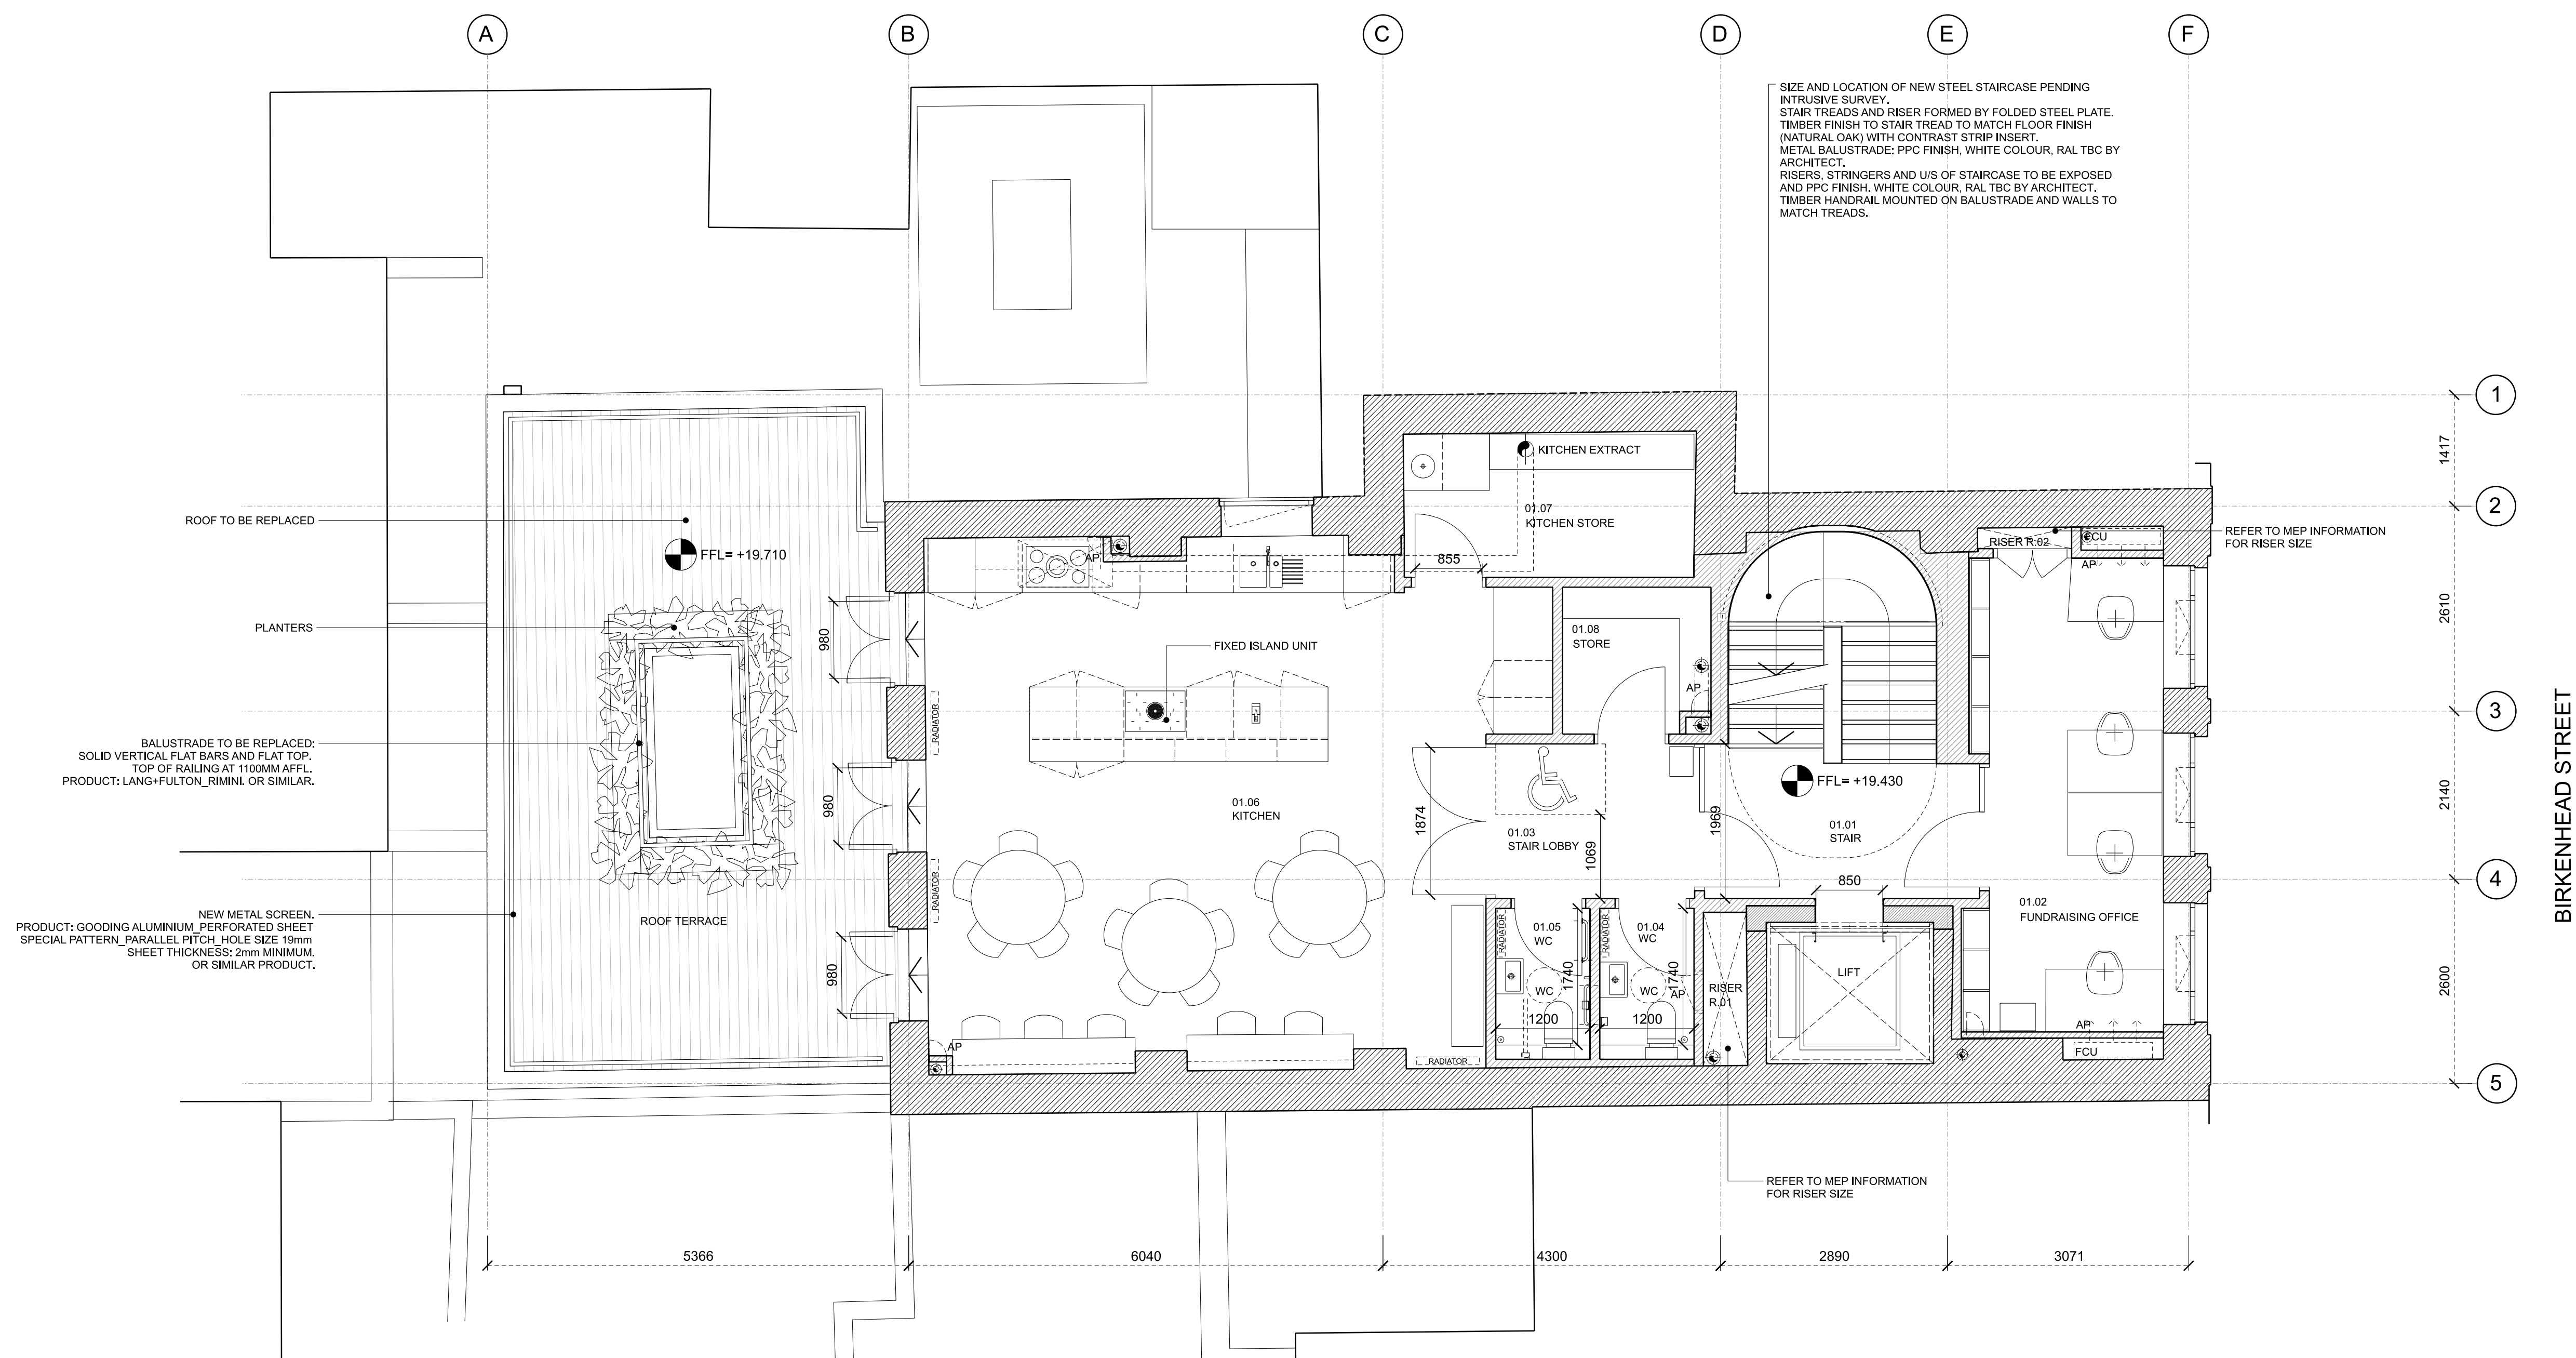 A
B
C
D
E
F
SIZE AND LOCATION OF NEW STEEL STAIRCASE PENDING
INTRUSIVE SURVEY.
STAIR TREADS AND RISER FORMED BY FOLDED STEEL PLATE.
TIMBER FINISH TO STAIR TREAD TO MATCH FLOOR FINISH
(NATURAL OAK) WITH CONTRAST STRIP INSERT.
METAL BALUSTRADE: PPC FINISH, WHITE COLOUR, RAL TBC BY
ARCHITECT.
RISERS, STRINGERS AND U/S OF STAIRCASE TO BE EXPOSED
AND PPC FINISH. WHITE COLOUR, RAL TBC BY ARCHITECT.
TIMBER HANDRAIL MOUNTED ON BALUSTRADE AND WALLS TO
MATCH TREADS.
1
1417
2
2610
3
2140
4
2600
5
BIRKENHEAD STREET
ROOF TO BE REPLACED
FFL= +19.710
PLANTERS
BALUSTRADE TO BE REPLACED:
SOLID VERTICAL FLAT BARS AND FLAT TOP.
TOP OF RAILING AT 1100MM AFFL.
PRODUCT: LANG+FULTON_RIMINI. OR SIMILAR.
NEW METAL SCREEN.
PRODUCT: GOODING ALUMINIUM_PERFORATED SHEET
SPECIAL PATTERN_PARALLEL PITCH_HOLE SIZE 19mm
SHEET THICKNESS: 2mm MINIMUM.
OR SIMILAR PRODUCT.
ROOF TERRACE
980
980
980
RADIATOR
RADIATOR
AP
AP
FIXED ISLAND UNIT
01.06
KITCHEN
RADIATOR
KITCHEN EXTRACT
01.07
KITCHEN STORE
855
01.08
STORE
AP
1874
01.03
STAIR LOBBY
1069
1969
FFL= +19.430
01.01
STAIR
850
LIFT
RADIATOR
01.05
WC
1740
WC
1200
RADIATOR
01.04
WC
1740
WC
AP
1200
RISER
R.01
RISER R.02
FCU
AP
REFER TO MEP INFORMATION
FOR RISER SIZE
01.02
FUNDRAISING OFFICE
AP
FCU
REFER TO MEP INFORMATION
FOR RISER SIZE
5366
6040
4300
2890
3071